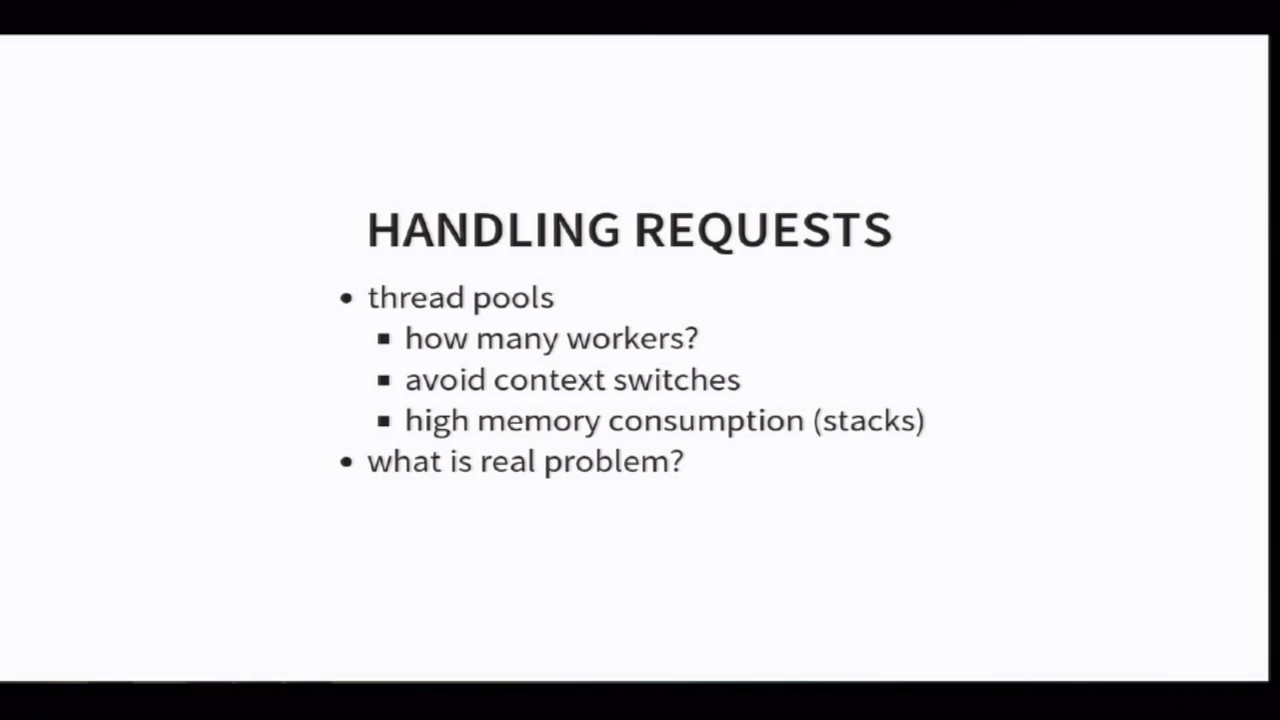 HANDLING REQUESTS
• thread pools
▪ how many workers?
▪ avoid context switches
▪ high memory consumption (stacks)
• what is real problem?